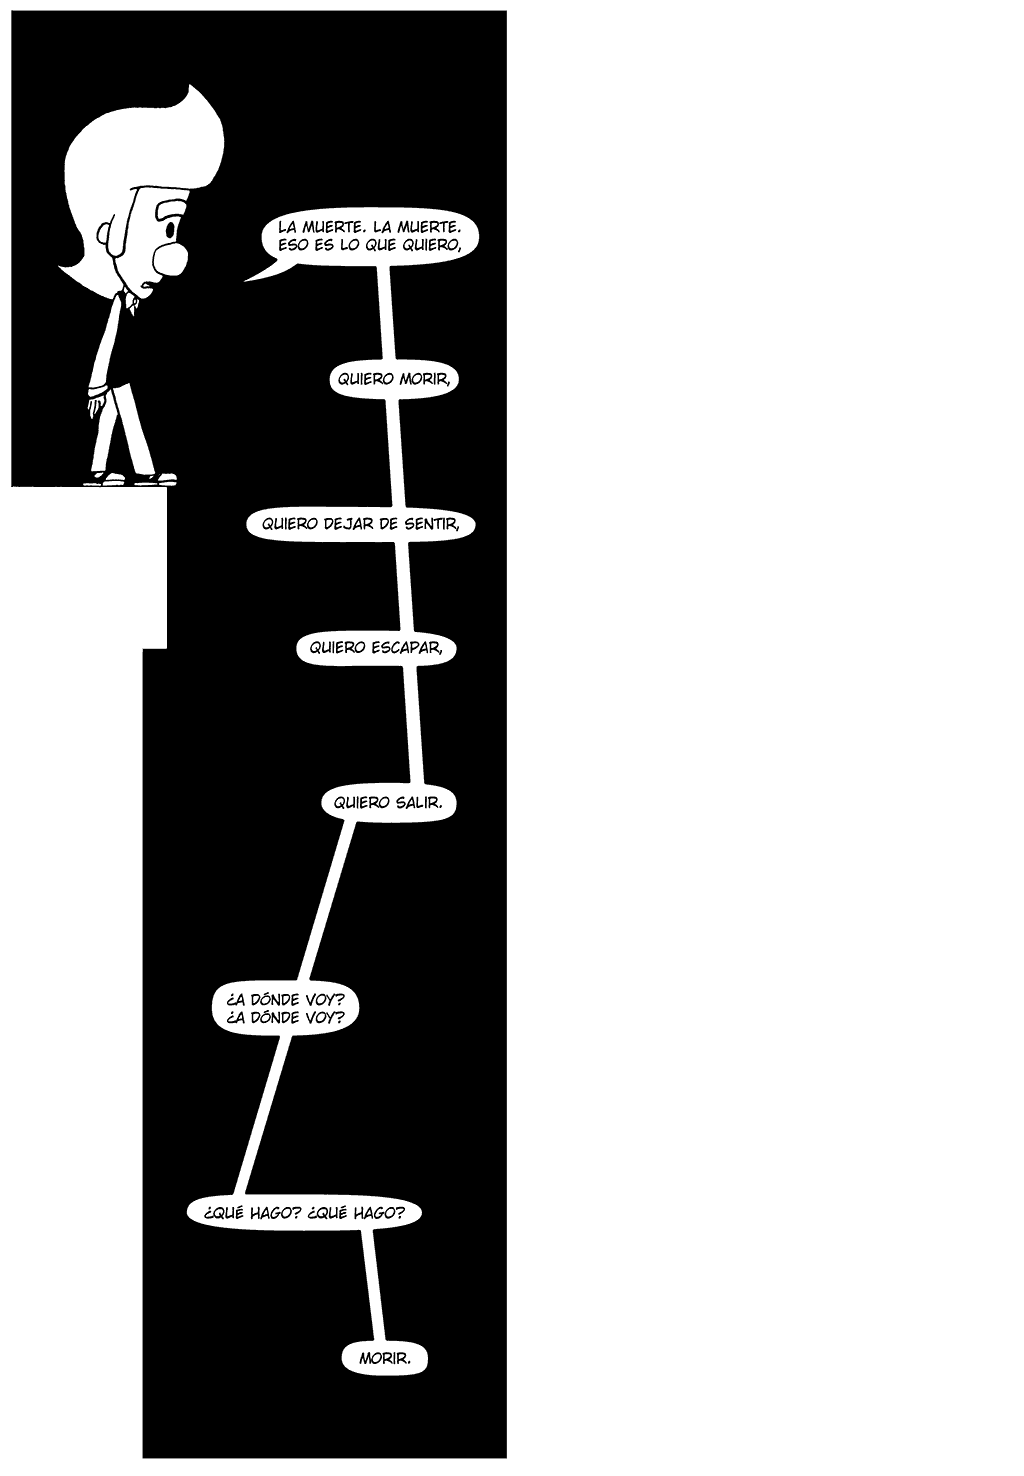 LA MUERTE. LA MUERTE.
ESO ES LO QUE QUIERO,
QUIERO MORIR,
QUIERO DEJAR DE SENTIR,
QUIERO ESCAPAR,
QUIERO SALIR.
¿A DÓNDE VOY?
¿A DÓNDE VOY?
¿QUÉ HAGO? ¿QUÉ HAGO?
MORIR.